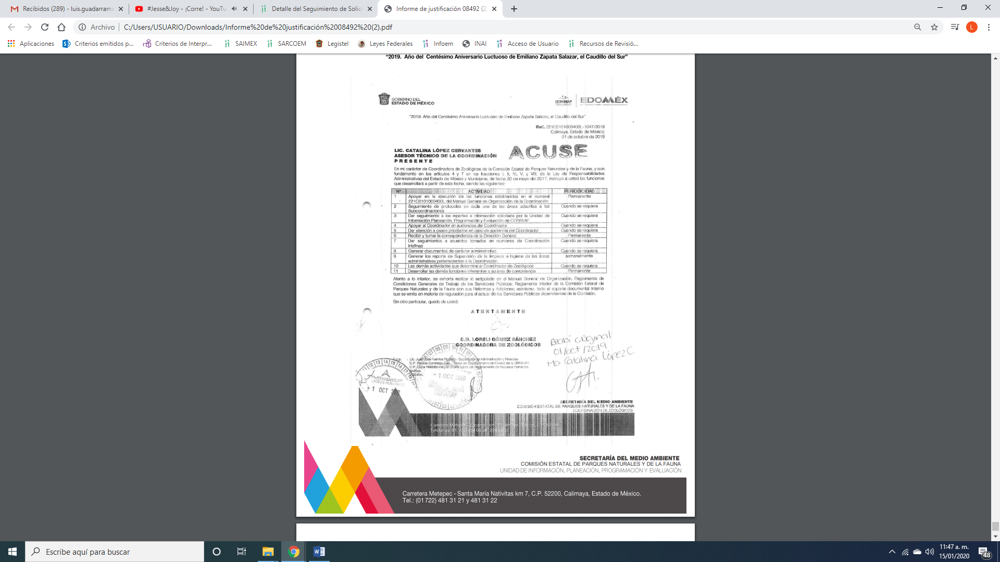 Recibidos (289) - luis.guadarrama
#Jesse&Joy - ¡Corre! - YouTu
Detalle del Seguimiento de Solici
Informe de justificación 08492 (2
Archivo
C:/Users/USUARIO/Downloads/Informe%20de%20justificación%2008492%20(2).pdf
L
Aplicaciones
Criterios emitidos p...
Criterios de Interpr...
SAIMEX
SARCOEM
Legistel
Leyes Federales
Infoem
INAI
Acceso de Usuario
Recursos de Revisió...
"2019. Año del Centésimo Aniversario Luctuoso de Emiliano Zapata Salazar, el Caudillo del Sur"
GOBIERNO DEL
ESTADO DE MÉXICO
CEPANAF
EDOMÉX
"2019. Año del Centésimo Aniversario Luctuoso de Emiliano Zapata Salazar, el Caudillo del Sur"
Ref. 221C0101000400L-1047/2019
Calimaya, Estado de México;
01 de octubre de 2019
ACUSE
LIC. CATALINA LÓPEZ CERVANTES
ASESOR TÉCNICO DE LA COORDINACIÓN
PRESENTE
En mi carácter de Coordinadora de Zoológicos de la Comisión Estatal de Parques Naturales y de la Fauna, y con
fundamento en los artículos 4 y 7 en las fracciones I, II, IV, V, y VIII, de la Ley de Responsabilidades
Administrativas del Estado de México y Municipios, de fecha 30 de mayo del 2017, instruyo a usted las funciones
que desarrollará a partir de esta fecha, siendo las siguientes:
Nº ACTIVIDAD PERIODICIDAD
1 Apoyar en la ejecución de las funciones establecidas en el numeral Permanente
221C0101000400L del Manual General de Organización de la Coordinación
2 Seguimiento de protocolos en cada una de las áreas adscritas a las Cuando se requiera
Subcoordinaciones
3 Dar seguimiento a los reportes e información solicitada por la Unidad de Cuando se requiera
Información Planeación, Programación y Evaluación de CEPANAF
4 Apoyar al Coordinador en audiencias del Coordinador Cuando se requiera
5 Dar atención a casos prioritarios en caso de audiencia del Coordinador Cuando se requiera
6 Recibir y turnar la correspondencia de la Dirección General Permanente
7 Dar seguimientos a acuerdos tomados en reuniones de Coordinación Cuando se requiera
Internas
8 Generar documentos de carácter administrativo Cuando se requiera
9 Generar los reporte de Supervisión de la limpieza e higiene de las áreas semanalmente
administrativas pertenecientes a la Coordinación.
10 Las demás actividades que determine el Coordinador de Zoológicos Cuando se requiera
11 Desarrollar las demás funciones inherentes a su área de competencia Permanente
Atento a lo interior, se exhorta realizar lo estipulado en el Manual General de Organización, Reglamento de
Condiciones Generales de Trabajo de los Servidores Públicos; Reglamento Interior de la Comisión Estatal de
Parques Naturales y de la Fauna con sus Reformas y Adiciones; asimismo, todo el soporte documental Interno
que se emita en materia de regulación para el actuar de los Servidores Públicos dependientes de la Comisión.
Sin otro particular, quedo de usted.
ATENTAMENTE
C.D. LORELI GÓMEZ SÁNCHEZ
COORDINADORA DE ZOOLÓGICOS
Recibi original
01/oct/2019
Ma Catalina López C.
C.c.p. Lic. Juan José Fuentes Romero.- Subdirector de Administración y Finanzas.
C.P. Patricia Contreras - Titular del Órgano Interno de Control de la CEPANAF.
C.P. Oscar Rodolfo Vargas - del Departamento de Recursos Humanos.
Archivo.
- 1 OCT 2019
CEPANAF
DEPARTAMENTO DE
RECURSOS HUMANOS
- 1 OCT 2019
SECRETARÍA DEL MEDIO AMBIENTE
COMISIÓN ESTATAL DE PARQUES NATURALES Y DE LA FAUNA
COORDINACIÓN DE ZOOLÓGICOS
SECRETARÍA DEL MEDIO AMBIENTE
COMISIÓN ESTATAL DE PARQUES NATURALES Y DE LA FAUNA
UNIDAD DE INFORMACIÓN, PLANEACIÓN, PROGRAMACIÓN Y EVALUACIÓN
Carretera Metepec - Santa María Nativitas km 7, C.P. 52200, Calimaya, Estado de México.
Tel.: (01 722) 481 31 21 y 481 31 22
Escribe aquí para buscar
11:47 a. m.
15/01/2020
48